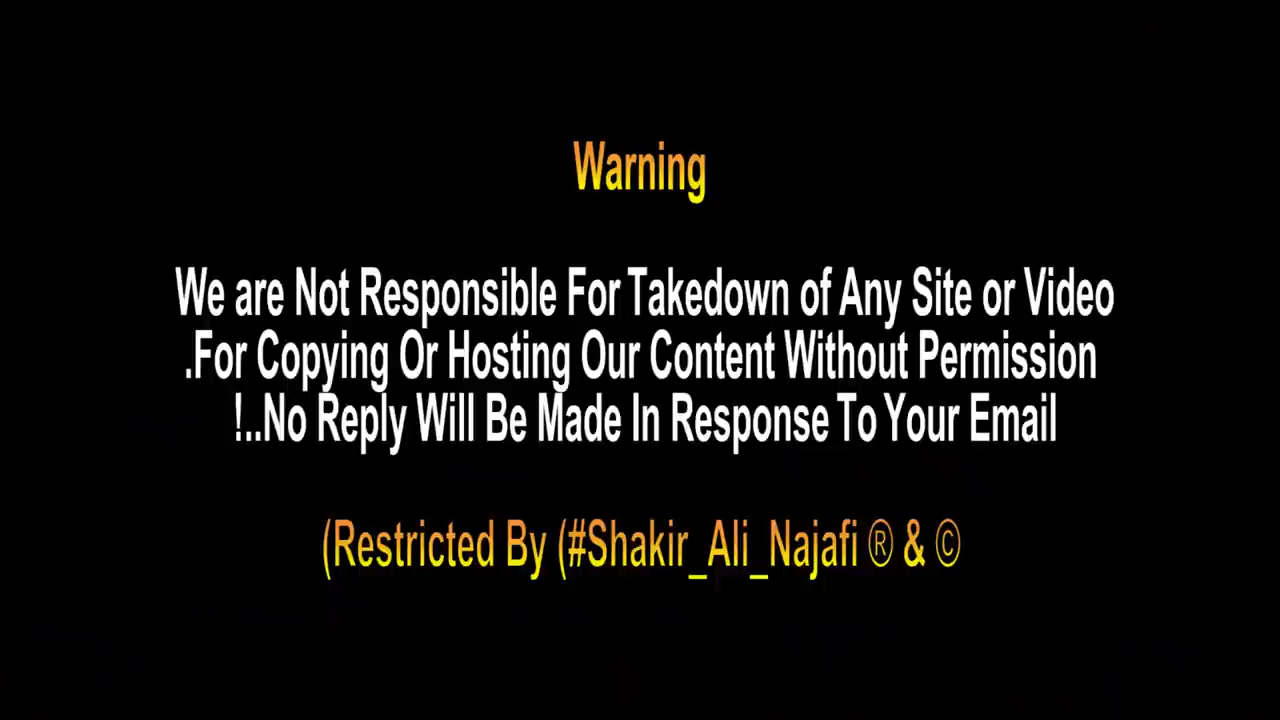 Warning
We are Not Responsible For Takedown of Any Site or Video
.For Copying Or Hosting Our Content Without Permission
!..No Reply Will Be Made In Response To Your Email
(Restricted By (#Shakir_Ali_Najafi ® & ©